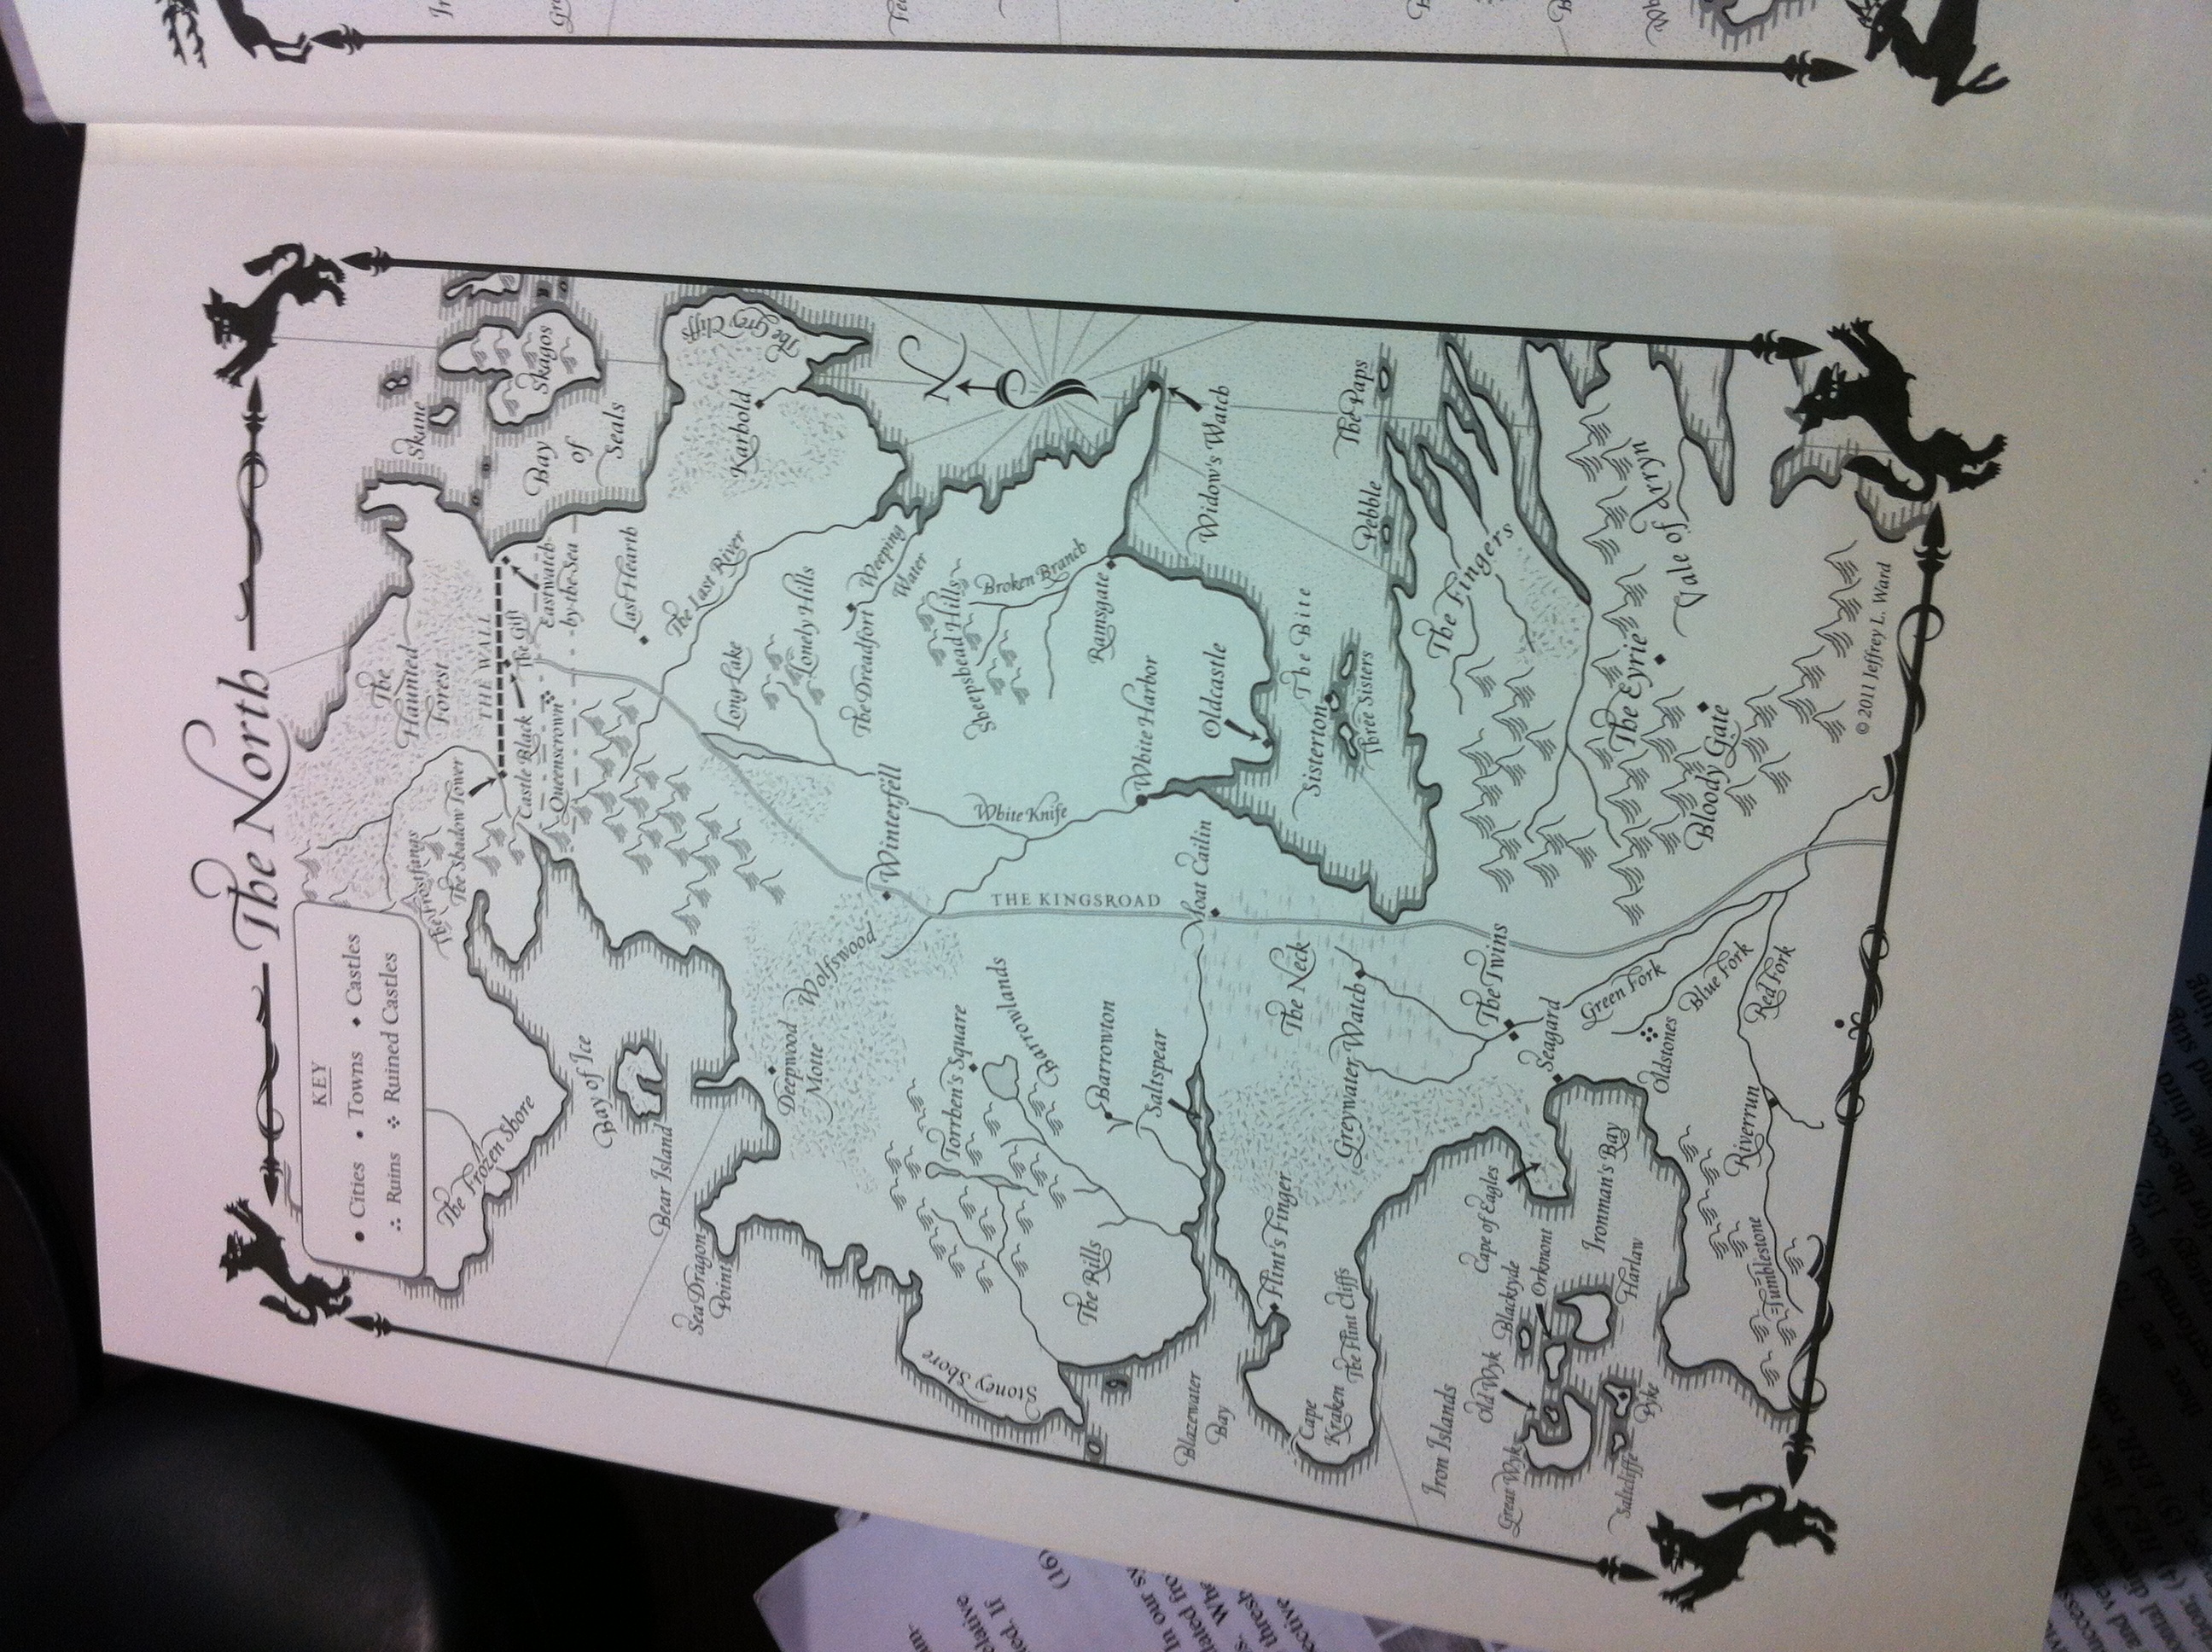 The North
KEY
Cities
Towns
Castles
Ruins
Ruined Castles
The Frozen Shore
The Frostfangs
The Shadow Tower
The Haunted Forest
Skane
Skagos
Bay of Seals
THE WALL
Castle Black
Queenscrown
The Gift
Eastwatch-by-the-Sea
Bay of Ice
Bear Island
Sea Dragon Point
Deepwood Motte
Wolfswood
Last Hearth
The Last River
Long Lake
Lonely Hills
Karhold
The Grey Cliffs
Winterfell
The Dreadfort
Weeping Water
Stoney Shore
Torrhen's Square
Barrowlands
THE KINGSROAD
White Knife
Sheepshead Hills
Broken Branch
Ramsgate
N
The Rills
Barrowton
Saltspear
White Harbor
Oldcastle
Widow's Watch
Blazewater Bay
Moat Cailin
Cape Kraken
Flint's Finger
The Flint Cliffs
The Neck
Greywater Watch
Sisterton
Three Sisters
The Bite
Pebble
The Paps
Iron Islands
Great Wyk
Old Wyk
Blacktyde
Orkmont
Cape of Eagles
Saltcliffe
Pyke
Harlaw
Ironman's Bay
The Twins
Seagard
The Fingers
Oldstones
Green Fork
Blue Fork
Red Fork
Tumblestone
Riverrun
Bloody Gate
The Eyrie
Vale of Arryn
© 2011 Jeffrey L. Ward
(16)
In our sy